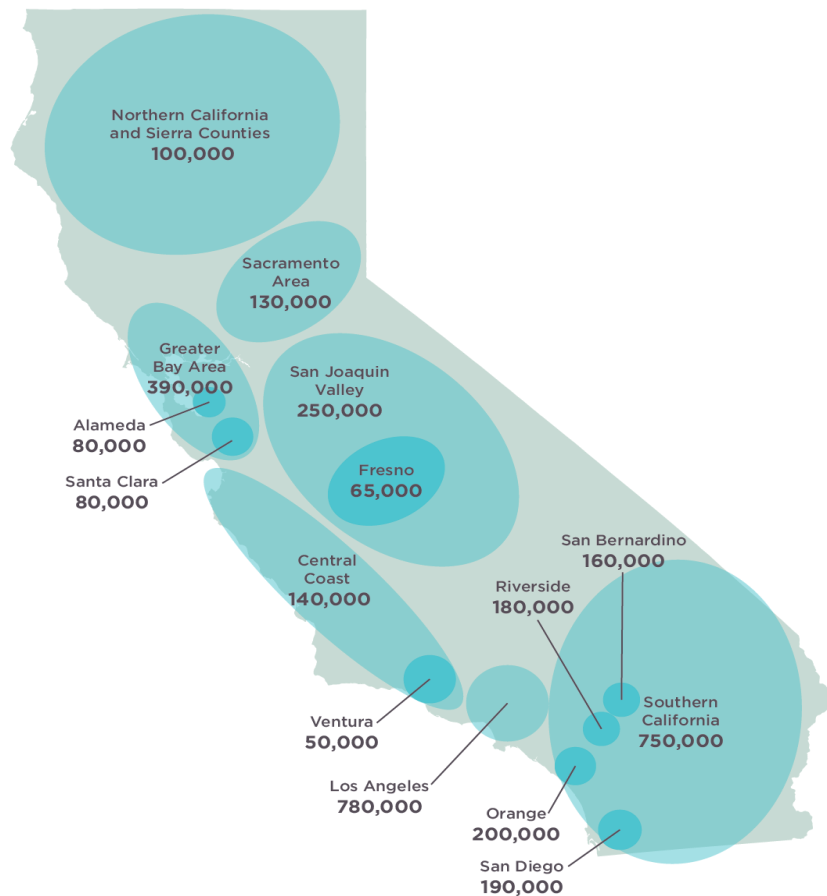 Northern California
and Sierra Counties
100,000
Sacramento
Area
130,000
Greater
Bay Area
390,000
Alameda
80,000
Santa Clara
80,000
San Joaquin
Valley
250,000
Fresno
65,000
Central
Coast
140,000
Ventura
50,000
Los Angeles
780,000
San Bernardino
160,000
Riverside
180,000
Southern
California
750,000
Orange
200,000
San Diego
190,000